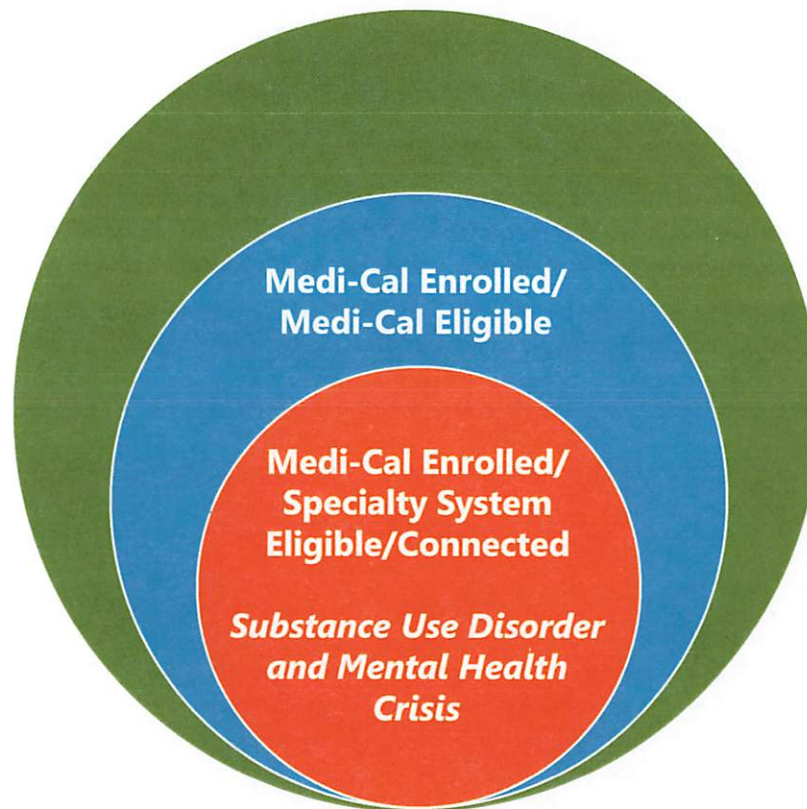 Medi-Cal Enrolled/
Medi-Cal Eligible
Medi-Cal Enrolled/
Specialty System
Eligible/Connected
Substance Use Disorder
and Mental Health
Crisis